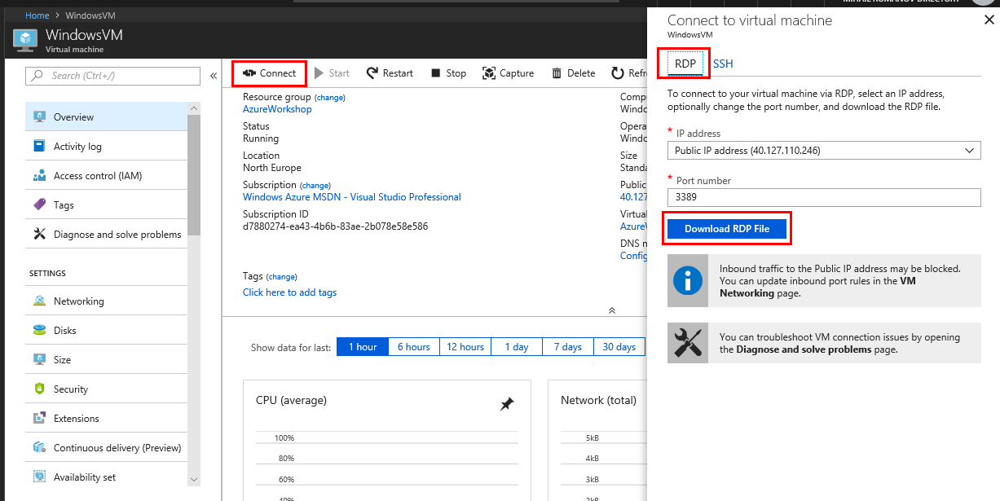 MIHAIL ROMANOV DIRECTORY
Home > WindowsVM
WindowsVM
Virtual machine
Search (Ctrl+/)
«
Overview
Activity log
Access control (IAM)
Tags
Diagnose and solve problems
SETTINGS
Networking
Disks
Size
Security
Extensions
Continuous delivery (Preview)
Availability set
Connect Start Restart Stop Capture Delete Refr
Resource group (change)
AzureWorkshop
Status
Running
Location
North Europe
Subscription (change)
Windows Azure MSDN - Visual Studio Professional
Subscription ID
d7880274-ea43-4b6b-83ae-2b078e58e586
Tags (change)
Click here to add tags
Compu
Windo
Opera
Windo
Size
Standa
Public
40.127
Virtual
AzureW
DNS n
Config
Show data for last: 1 hour 6 hours 12 hours 1 day 7 days 30 days
CPU (average)
100%
80%
60%
40%
Network (total)
5kB
4kB
3kB
2kB
Connect to virtual machine
WindowsVM
RDP SSH
To connect to your virtual machine via RDP, select an IP address,
optionally change the port number, and download the RDP file.
* IP address
Public IP address (40.127.110.246)
* Port number
3389
Download RDP File
Inbound traffic to the Public IP address may be blocked.
You can update inbound port rules in the VM
Networking page.
You can troubleshoot VM connection issues by opening
the Diagnose and solve problems page.